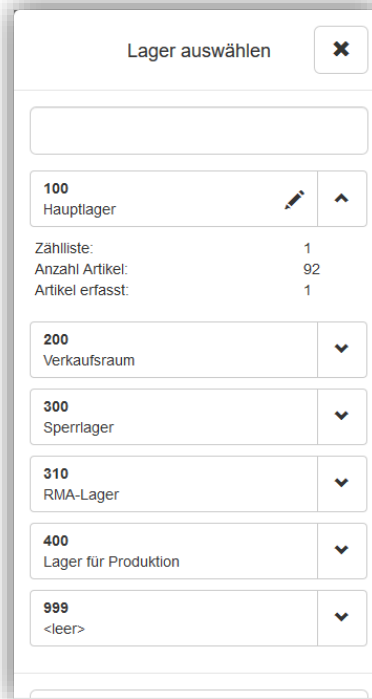 Lager auswählen
100
Hauptlager
Zählliste: 1
Anzahl Artikel: 92
Artikel erfasst: 1
200
Verkaufsraum
300
Sperrlager
310
RMA-Lager
400
Lager für Produktion
999
<leer>